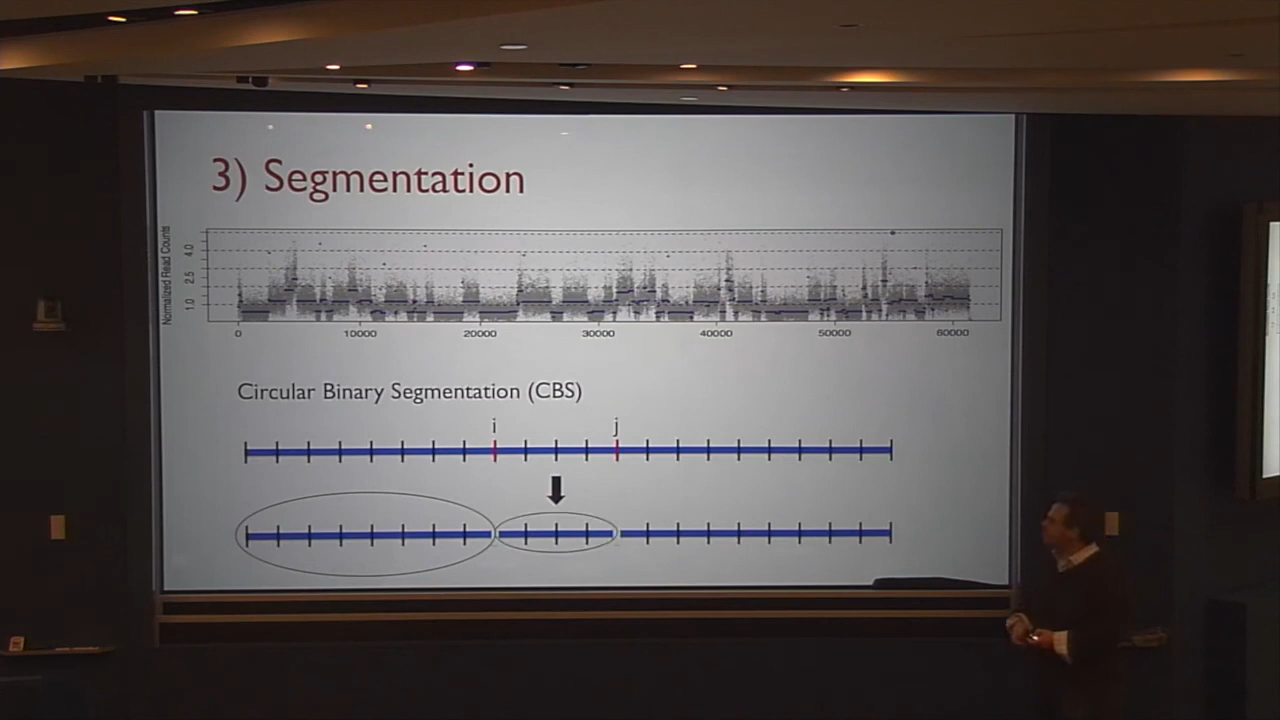 3) Segmentation
Normalized Read Counts
4.0
2.5
1.0
0 10000 20000 30000 40000 50000 60000
Circular Binary Segmentation (CBS)
i j